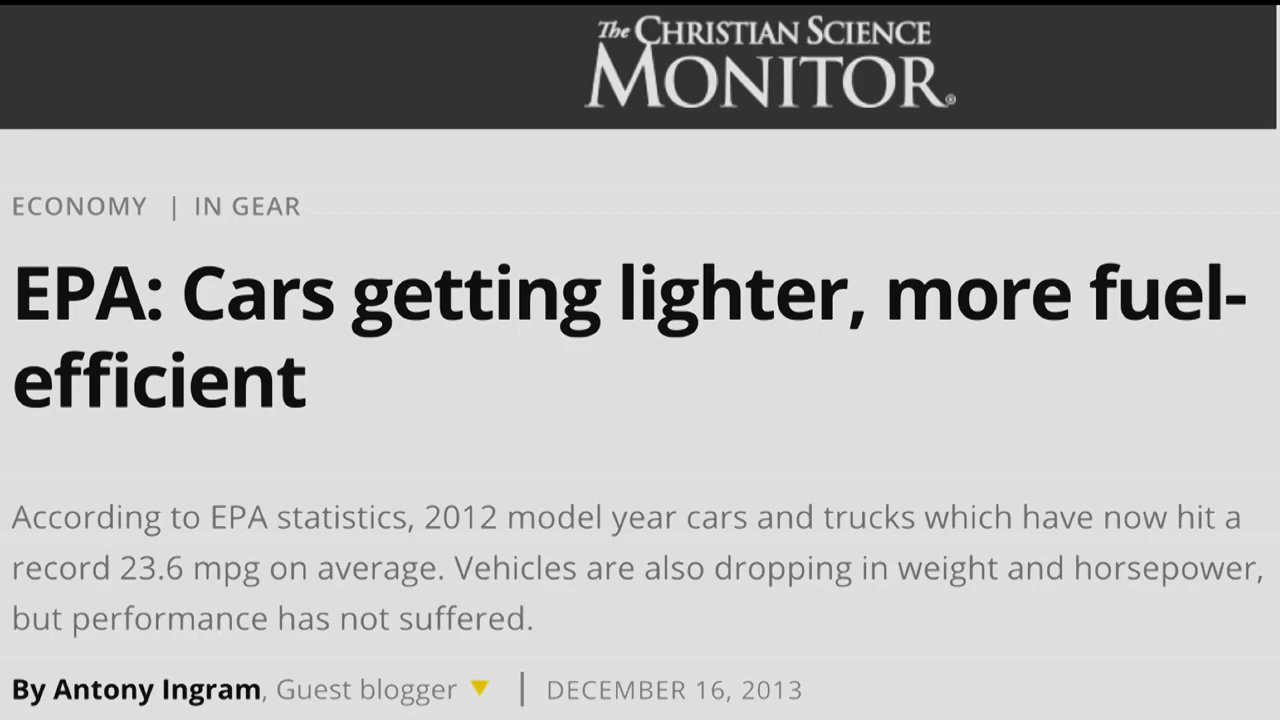 The CHRISTIAN SCIENCE
MONITOR®
ECONOMY | IN GEAR
EPA: Cars getting lighter, more fuel-
efficient
According to EPA statistics, 2012 model year cars and trucks which have now hit a
record 23.6 mpg on average. Vehicles are also dropping in weight and horsepower,
but performance has not suffered.
By Antony Ingram, Guest blogger ▼ | DECEMBER 16, 2013